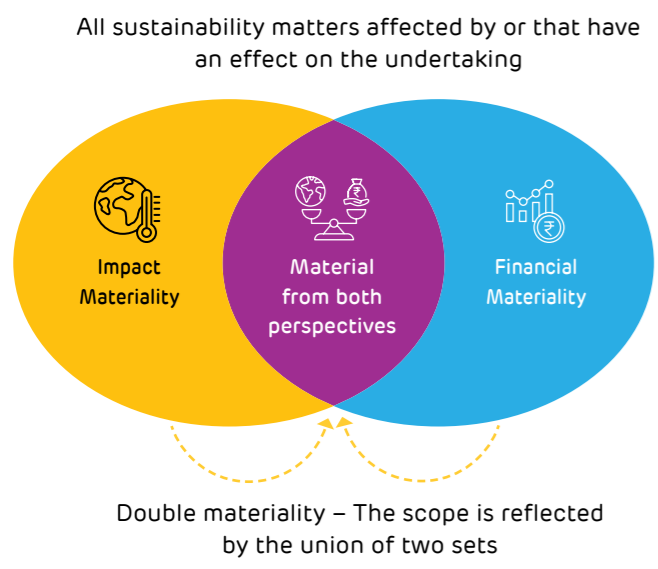 All sustainability matters affected by or that have
an effect on the undertaking
Impact
Materiality
₹
Material
from both
perspectives
₹
Financial
Materiality
Double materiality – The scope is reflected
by the union of two sets